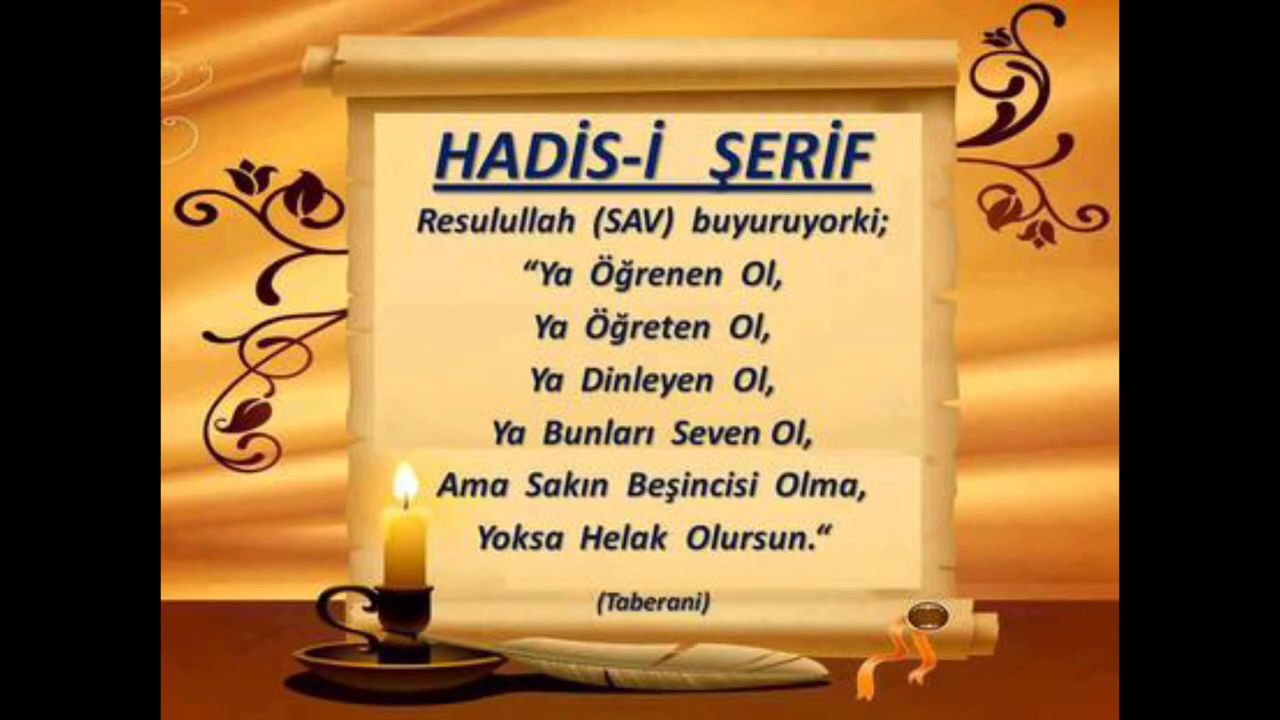 HADİS-İ ŞERİF
Resulullah (SAV) buyuruyorki;
“Ya Öğrenen Ol,
Ya Öğreten Ol,
Ya Dinleyen Ol,
Ya Bunları Seven Ol,
Ama Sakın Beşincisi Olma,
Yoksa Helak Olursun.“
(Taberani)